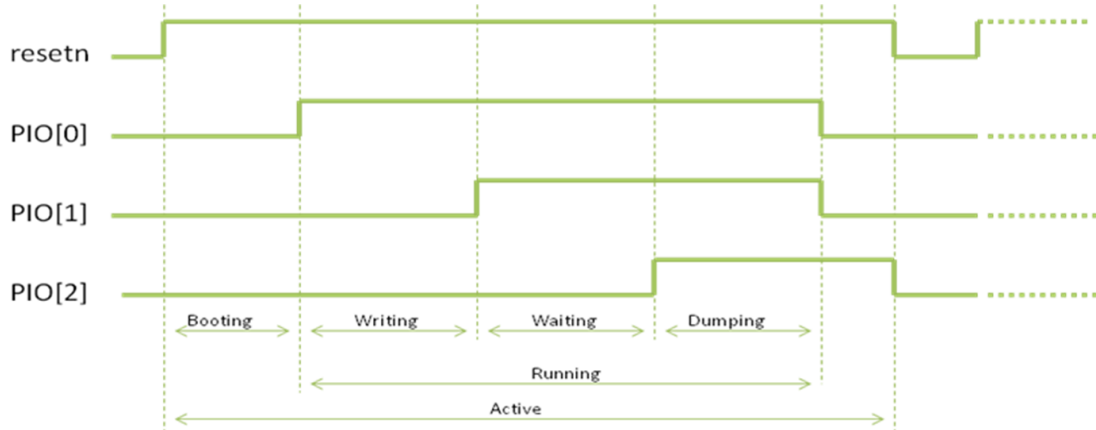 resetn
PIO[0]
PIO[1]
PIO[2]
Booting Writing Waiting Dumping
Running
Active